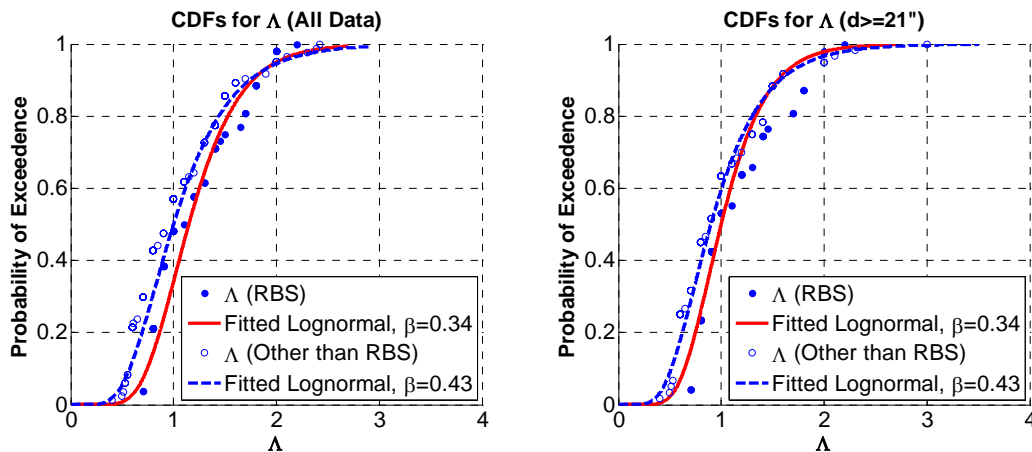 CDFs for Λ (All Data)
Probability of Exceedence
1
0.8
0.6
0.4
0.2
0
0
1
2
3
4
Λ
Λ (RBS)
Fitted Lognormal, β=0.34
Λ (Other than RBS)
Fitted Lognormal, β=0.43
CDFs for Λ (d>=21")
Probability of Exceedence
1
0.8
0.6
0.4
0.2
0
0
1
2
3
4
Λ
Λ (RBS)
Fitted Lognormal, β=0.34
Λ (Other than RBS)
Fitted Lognormal, β=0.43